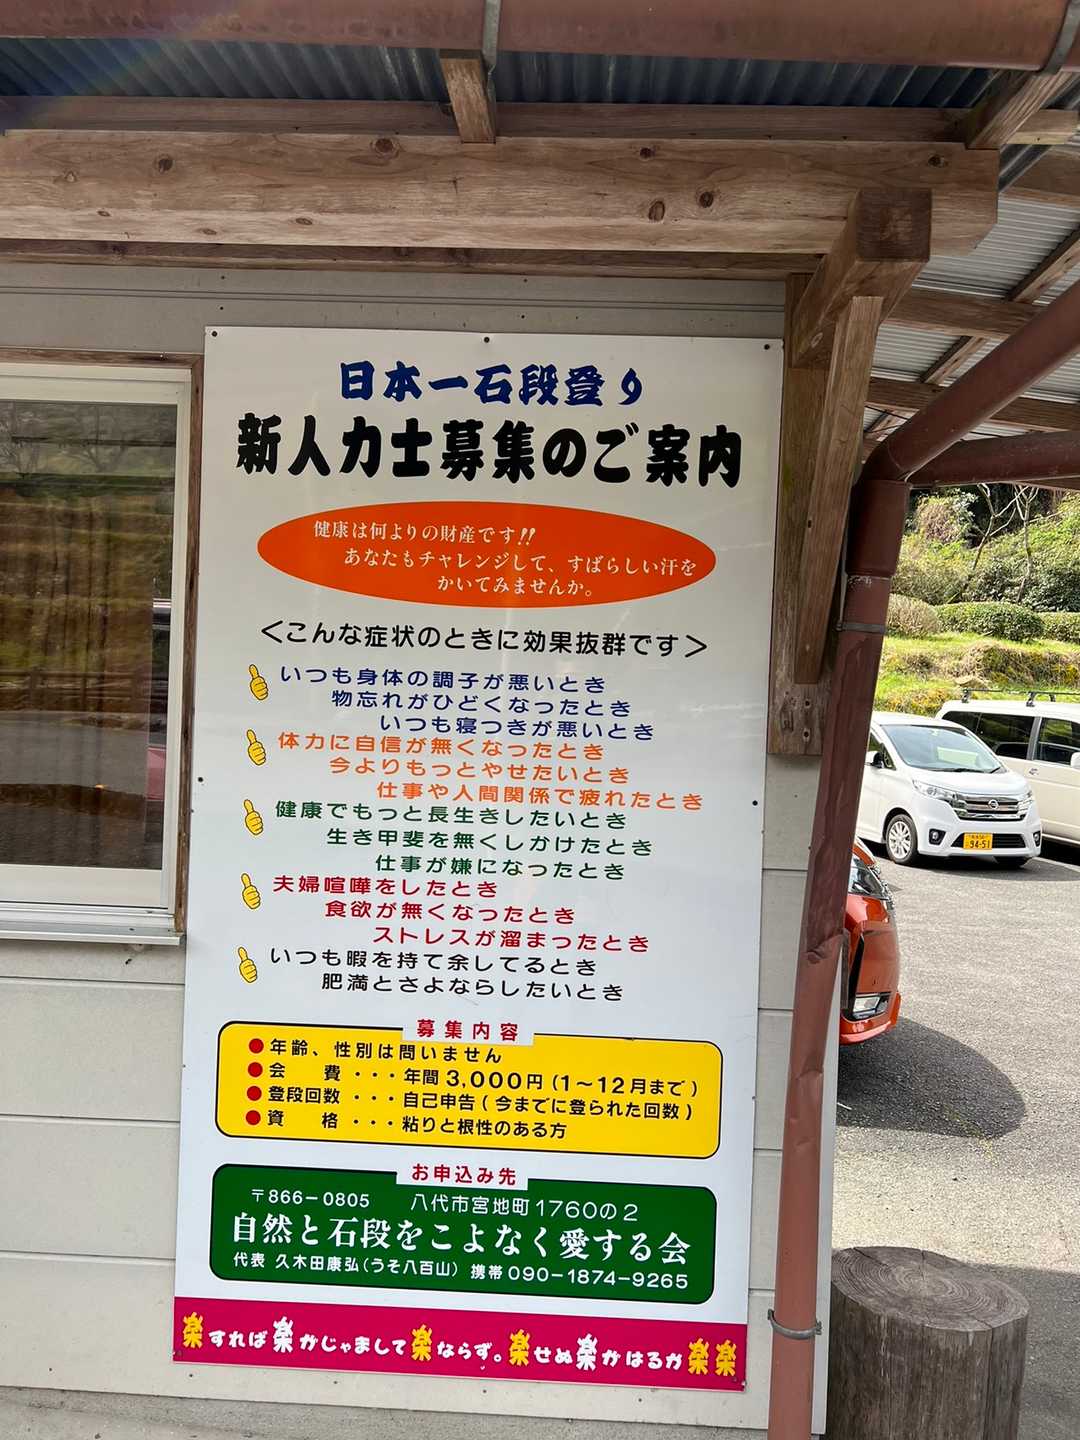 日本一石段登り
新人力士募集のご案内
健康は何よりの財産です!!
あなたもチャレンジして、すばらしい汗を
かいてみませんか。
<こんな症状のときに効果抜群です>
いつも身体の調子が悪いとき
物忘れがひどくなったとき
いつも寝つきが悪いとき
体力に自信が無くなったとき
今よりもっとやせたいとき
仕事や人間関係で疲れたとき
健康でもっと長生きしたいとき
生き甲斐を無くしかけたとき
仕事が嫌になったとき
夫婦喧嘩をしたとき
食欲が無くなったとき
ストレスが溜まったとき
いつも暇を持て余してるとき
肥満とさよならしたいとき
募集内容
●年齢、性別は問いません
●会費・・・年間3,000円(1〜12月まで)
●登段回数・・・自己申告(今までに登られた回数)
●資格・・・粘りと根性のある方
お申込み先
〒866-0805 八代市宮地町1760の2
自然と石段をこよなく愛する会
代表 久木田康弘(うそ八百山) 携帯090-1874-9265
楽すれば楽がじゃまして楽ならず。楽せぬ楽がはるか楽楽
94-51